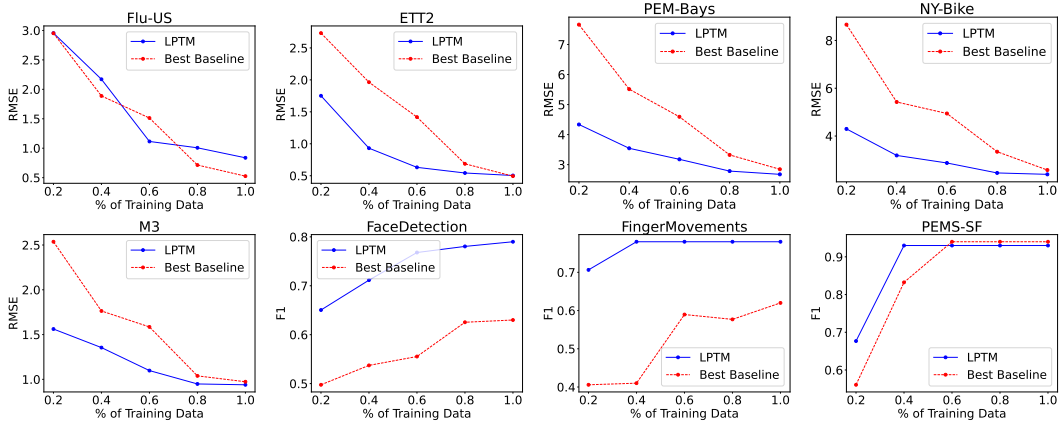 Flu-US
3.0
2.5
2.0
1.5
1.0
0.5
RMSE
LPTM
Best Baseline
0.2 0.4 0.6 0.8 1.0
% of Training Data
ETT2
2.5
2.0
1.5
1.0
0.5
RMSE
LPTM
Best Baseline
0.2 0.4 0.6 0.8 1.0
% of Training Data
PEM-Bays
7
6
5
4
3
RMSE
LPTM
Best Baseline
0.2 0.4 0.6 0.8 1.0
% of Training Data
NY-Bike
8
6
4
RMSE
LPTM
Best Baseline
0.2 0.4 0.6 0.8 1.0
% of Training Data
M3
2.5
2.0
1.5
1.0
RMSE
LPTM
Best Baseline
0.2 0.4 0.6 0.8 1.0
% of Training Data
FaceDetection
0.8
0.7
0.6
0.5
F1
LPTM
Best Baseline
0.2 0.4 0.6 0.8 1.0
% of Training Data
FingerMovements
0.7
0.6
0.5
0.4
F1
LPTM
Best Baseline
0.2 0.4 0.6 0.8 1.0
% of Training Data
PEMS-SF
0.9
0.8
0.7
0.6
F1
LPTM
Best Baseline
0.2 0.4 0.6 0.8 1.0
% of Training Data